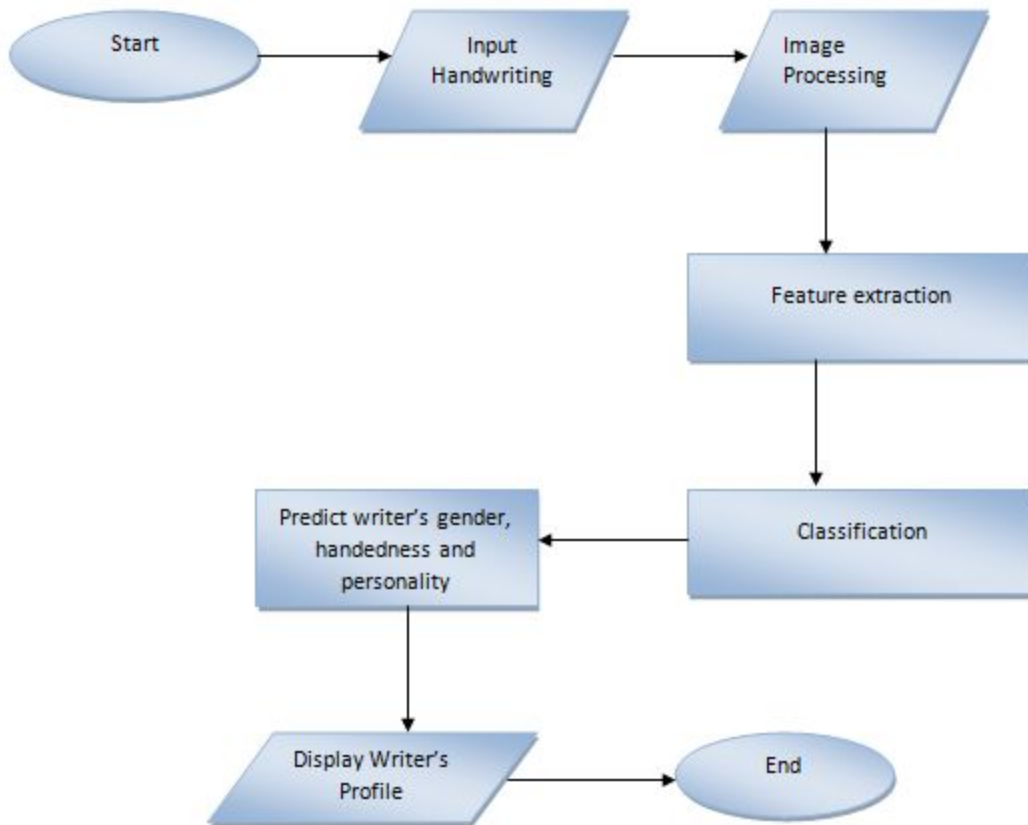 Start
Input
Handwriting
Image
Processing
Feature extraction
Classification
Predict writer’s gender,
handedness and
personality
Display Writer’s
Profile
End